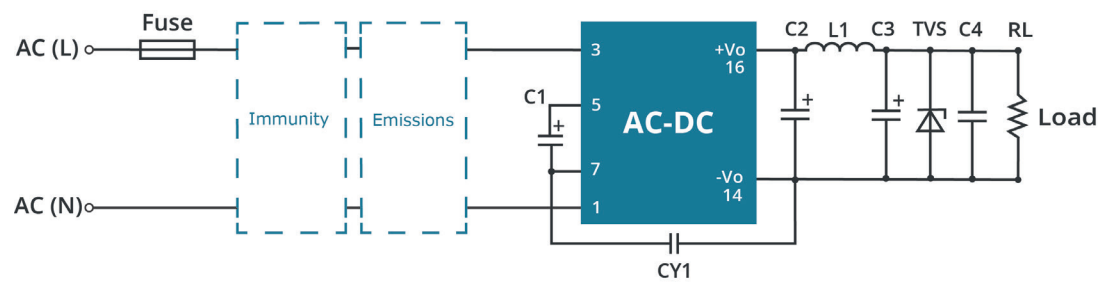 Fuse
AC (L)
Immunity
Emissions
AC (N)
C1
3
5
7
1
AC-DC
+Vo
16
-Vo
14
CY1
C2
L1
C3
TVS
C4
RL
+
+
+
Load